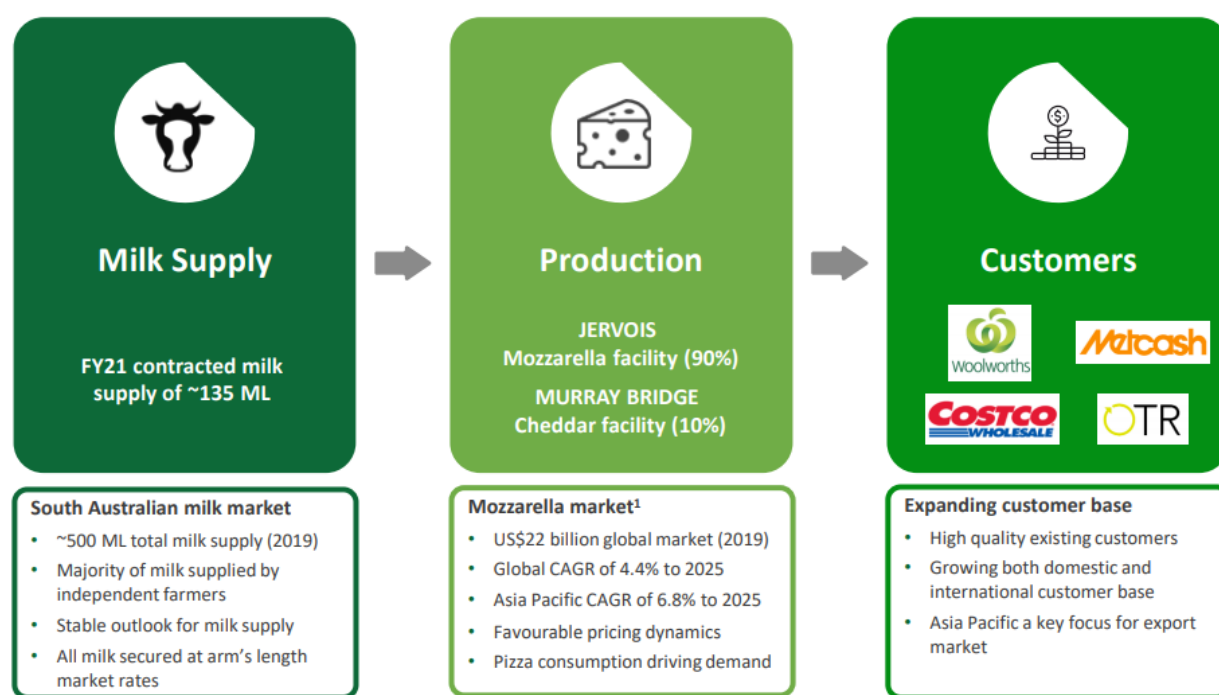 Milk Supply
FY21 contracted milk
supply of ~135 ML
Production
JERVOIS
Mozzarella facility (90%)
MURRAY BRIDGE
Cheddar facility (10%)
Customers
woolworths
Metcash
COSTCO
WHOLESALE
OTR
South Australian milk market
• ~500 ML total milk supply (2019)
• Majority of milk supplied by
independent farmers
• Stable outlook for milk supply
• All milk secured at arm's length
market rates
Mozzarella market¹
• US$22 billion global market (2019)
• Global CAGR of 4.4% to 2025
• Asia Pacific CAGR of 6.8% to 2025
• Favourable pricing dynamics
• Pizza consumption driving demand
Expanding customer base
• High quality existing customers
• Growing both domestic and
international customer base
• Asia Pacific a key focus for export
market